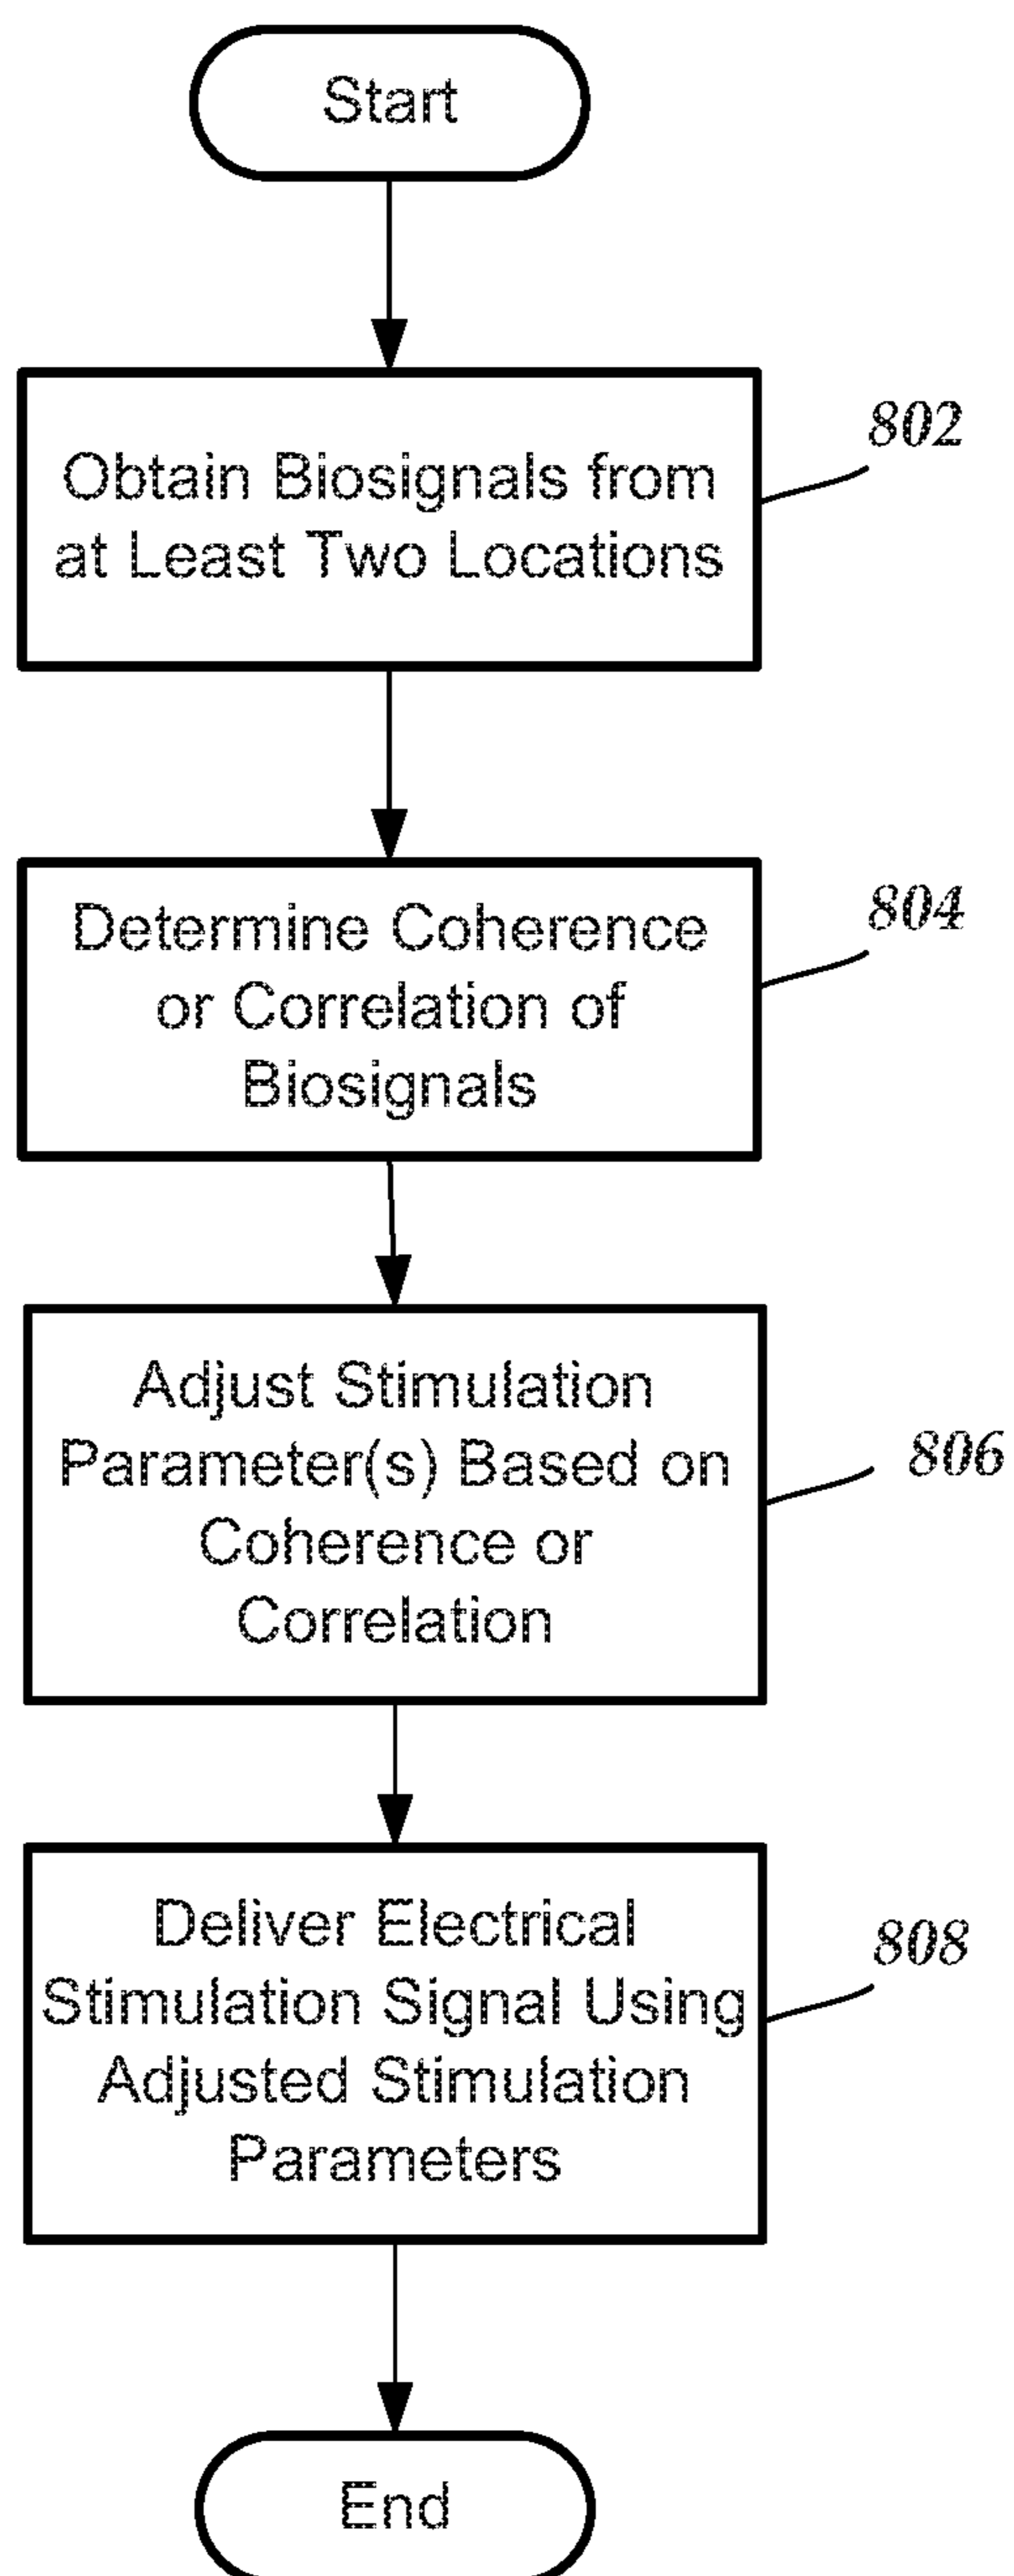 Start
Obtain Biosignals from
at Least Two Locations
802
Determine Coherence
or Correlation of
Biosignals
804
Adjust Stimulation
Parameter(s) Based on
Coherence or
Correlation
806
Deliver Electrical
Stimulation Signal Using
Adjusted Stimulation
Parameters
808
End